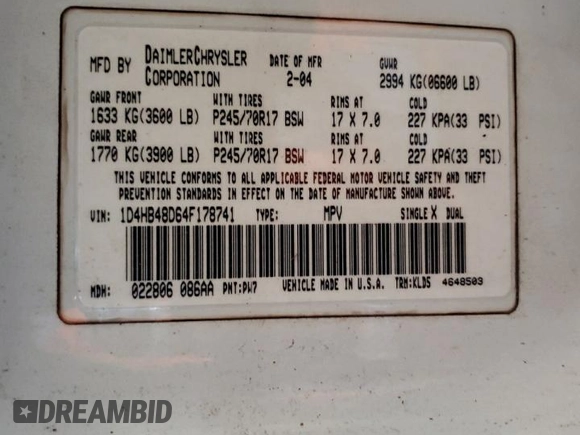 MFD BY DAIMLERCHRYSLER CORPORATION DATE OF MFR 2-04 GVWR 2994 KG(06600 LB)
GAWR FRONT WITH TIRES RIMS AT COLD
1633 KG(3600 LB) P245/70R17 BSW 17 X 7.0 227 KPA(33 PSI)
GAWR REAR WITH TIRES RIMS AT COLD
1770 KG(3900 LB) P245/70R17 BSW 17 X 7.0 227 KPA(33 PSI)
THIS VEHICLE CONFORMS TO ALL APPLICABLE FEDERAL MOTOR VEHICLE SAFETY AND THEFT
PREVENTION STANDARDS IN EFFECT ON THE DATE OF MANUFACTURE SHOWN ABOVE.
VIN: 1D4HB48D64F178741 TYPE: MPV SINGLE X DUAL
MDH: 022806 086AA PNT:PW7 VEHICLE MADE IN U.S.A. TRM:KLD5 4648503
DREAMBID